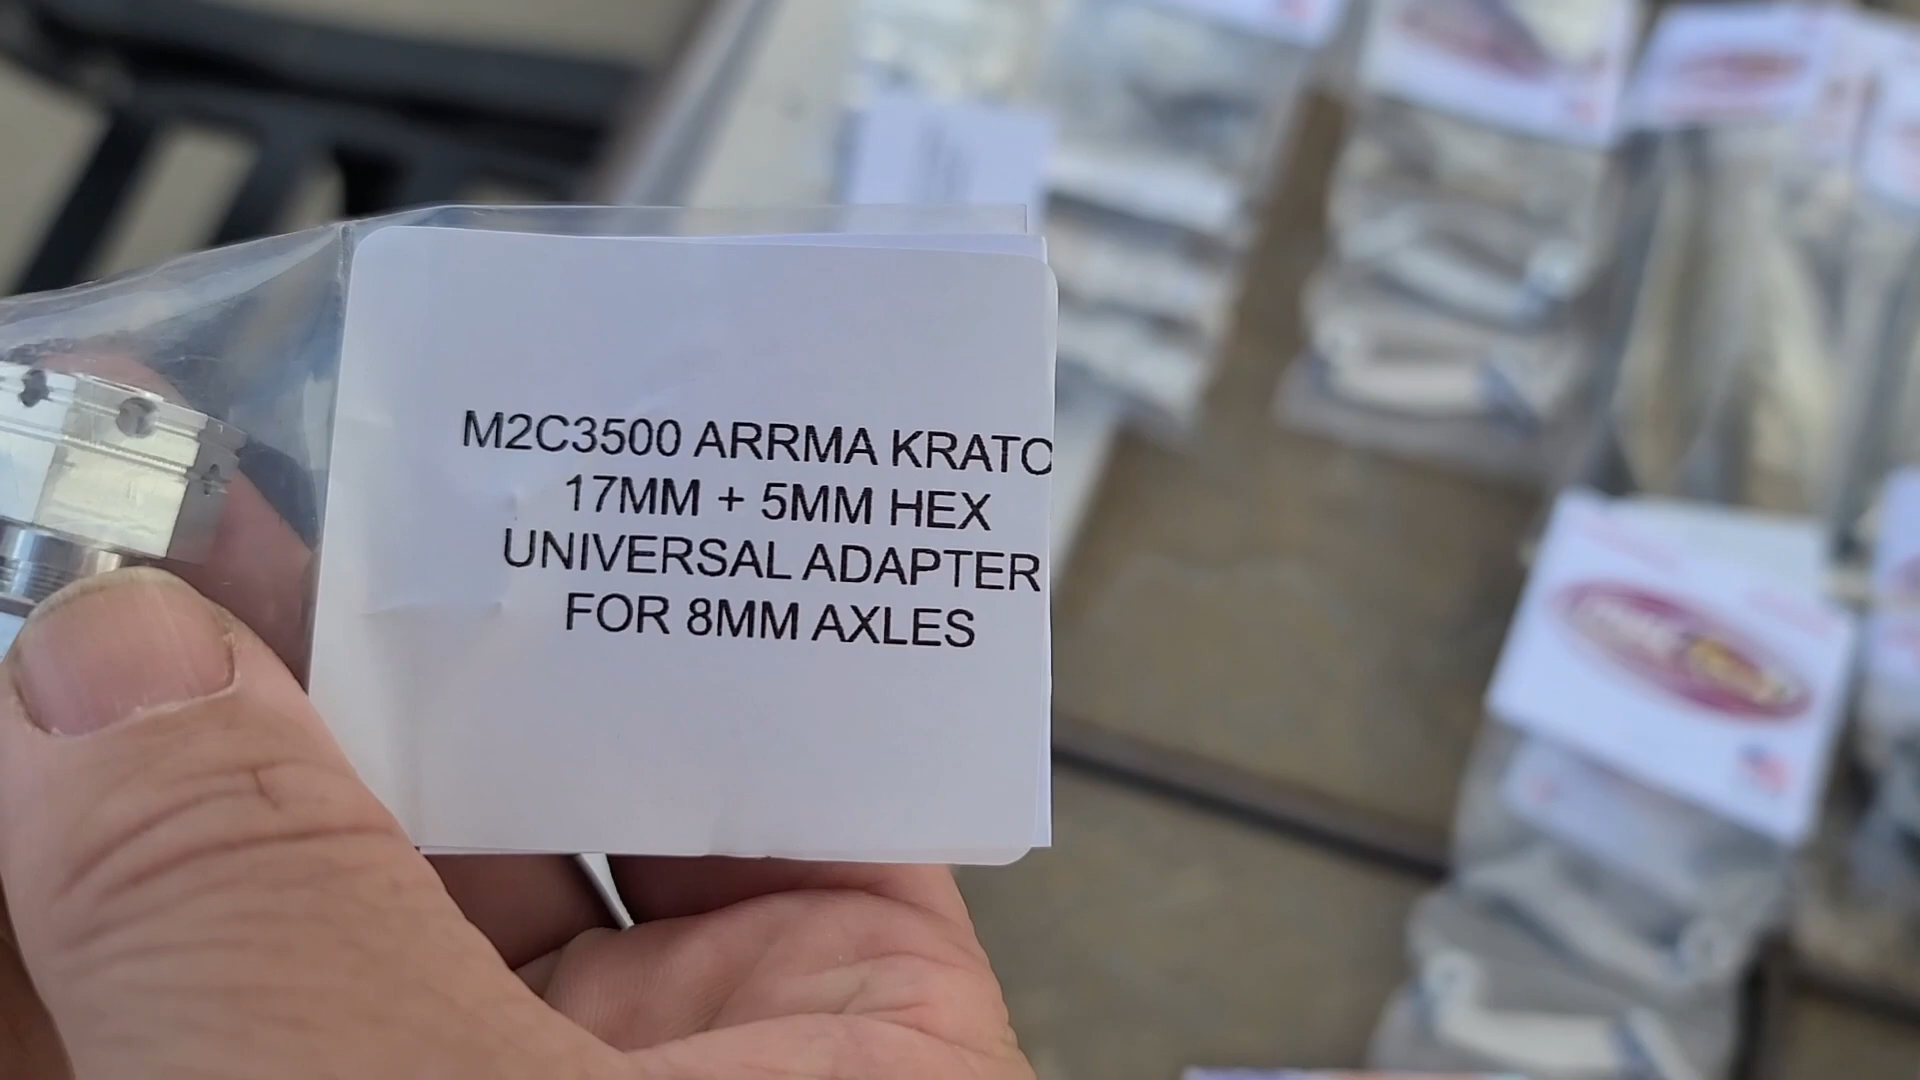 M2C3500 ARRMA KRATO
17MM + 5MM HEX
UNIVERSAL ADAPTER
FOR 8MM AXLES